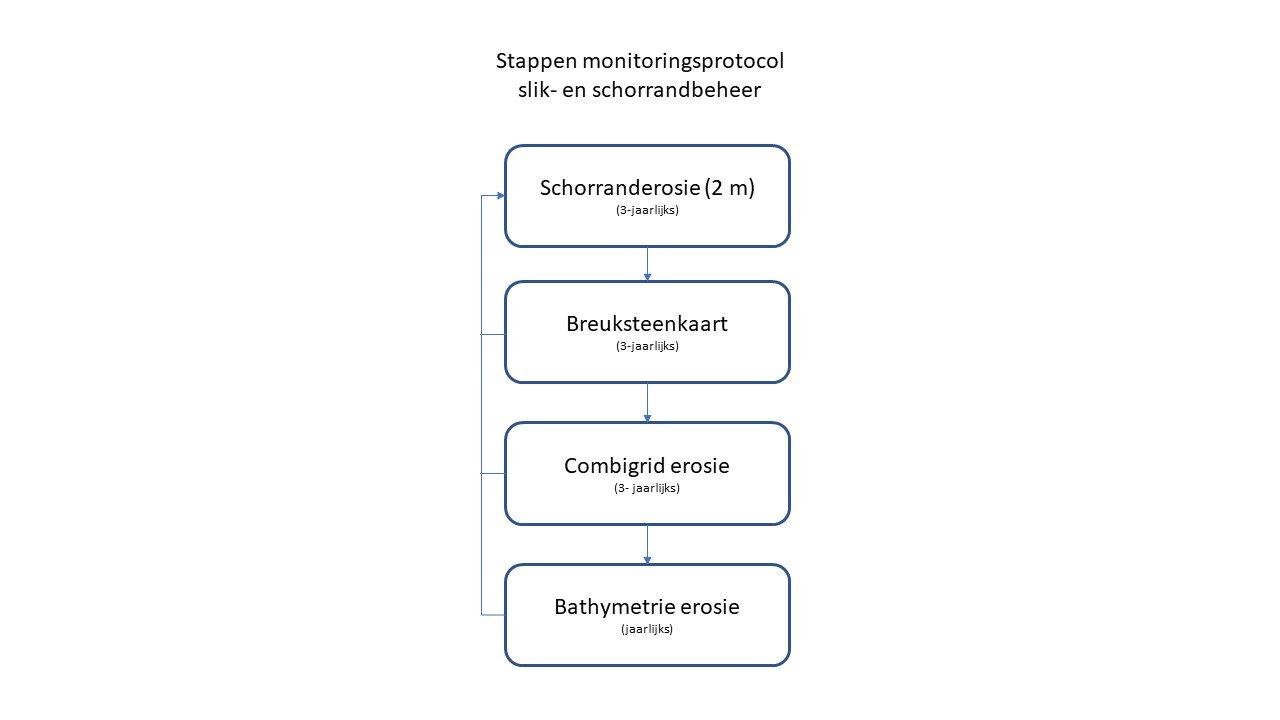 Stappen monitoringsprotocol
slik- en schorrandbeheer
Schorranderosie (2 m)
(3-jaarlijks)
Breuksteenkaart
(3-jaarlijks)
Combigrid erosie
(3- jaarlijks)
Bathymetrie erosie
(jaarlijks)